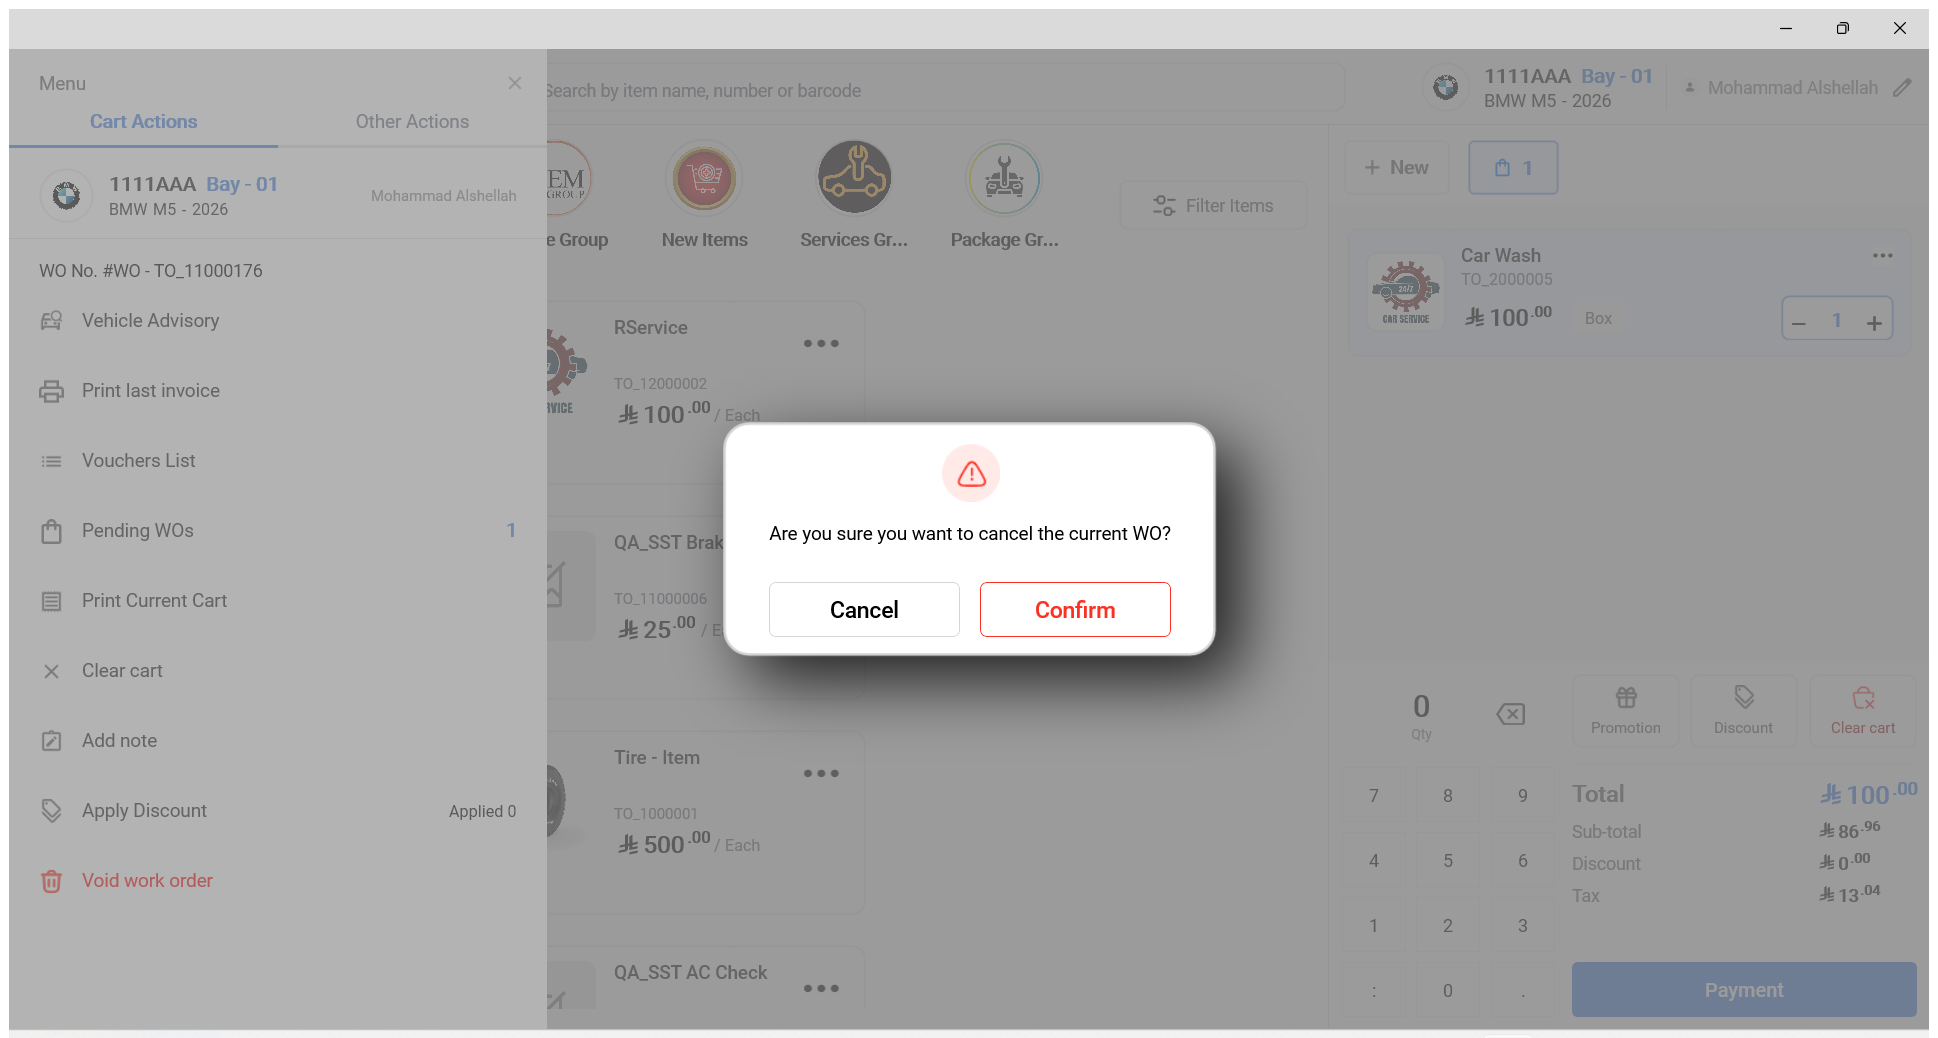 Menu
Cart Actions
Other Actions
1111AAA Bay - 01
BMW M5 - 2026
Mohammad Alshellah
WO No. #WO - TO_11000176
Vehicle Advisory
Print last invoice
Vouchers List
Pending WOs 1
Print Current Cart
Clear cart
Add note
Apply Discount Applied 0
Void work order
Search by item name, number or barcode
1111AAA Bay - 01
BMW M5 - 2026
Mohammad Alshellah
EM
GROUP
e Group
New Items
Services Gr...
Package Gr...
Filter Items
RService
TO_12000002
100.00 / Each
RVICE
QA_SST Brak
TO_11000006
25.00 / E
Tire - Item
TO_1000001
500.00 / Each
QA_SST AC Check
Are you sure you want to cancel the current WO?
Cancel
Confirm
+ New
1
24/7
CAR SERVICE
Car Wash
TO_2000005
100.00 Box
− 1 +
0
Qty
Promotion
Discount
Clear cart
7 8 9
4 5 6
1 2 3
: 0 .
Total 100.00
Sub-total 86.96
Discount 0.00
Tax 13.04
Payment